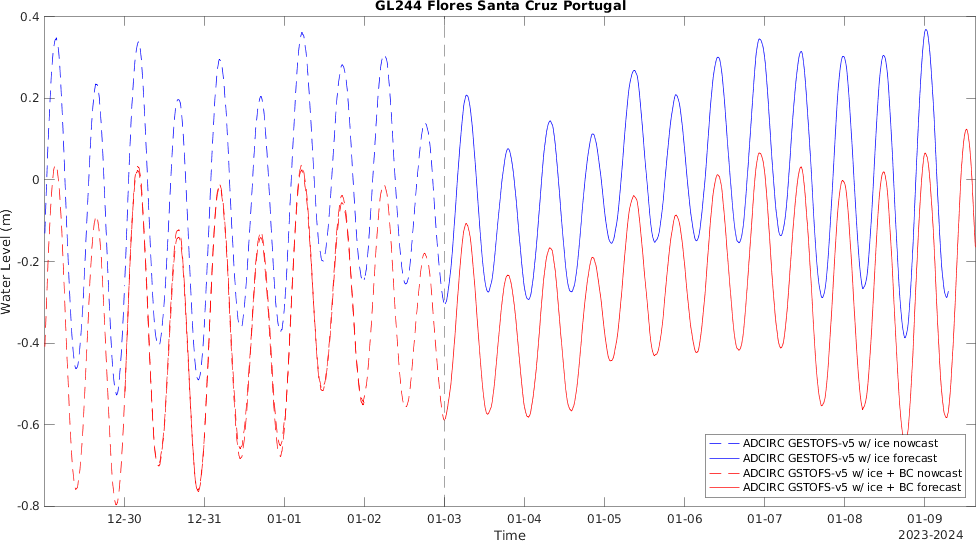 GL244 Flores Santa Cruz Portugal
0.4
0.2
0
-0.2
-0.4
-0.6
-0.8
Water Level (m)
12-30 12-31 01-01 01-02 01-03 01-04 01-05 01-06 01-07 01-08 01-09
Time
2023-2024
ADCIRC GESTOFS-v5 w/ ice nowcast
ADCIRC GESTOFS-v5 w/ ice forecast
ADCIRC GSTOFS-v5 w/ ice + BC nowcast
ADCIRC GSTOFS-v5 w/ ice + BC forecast